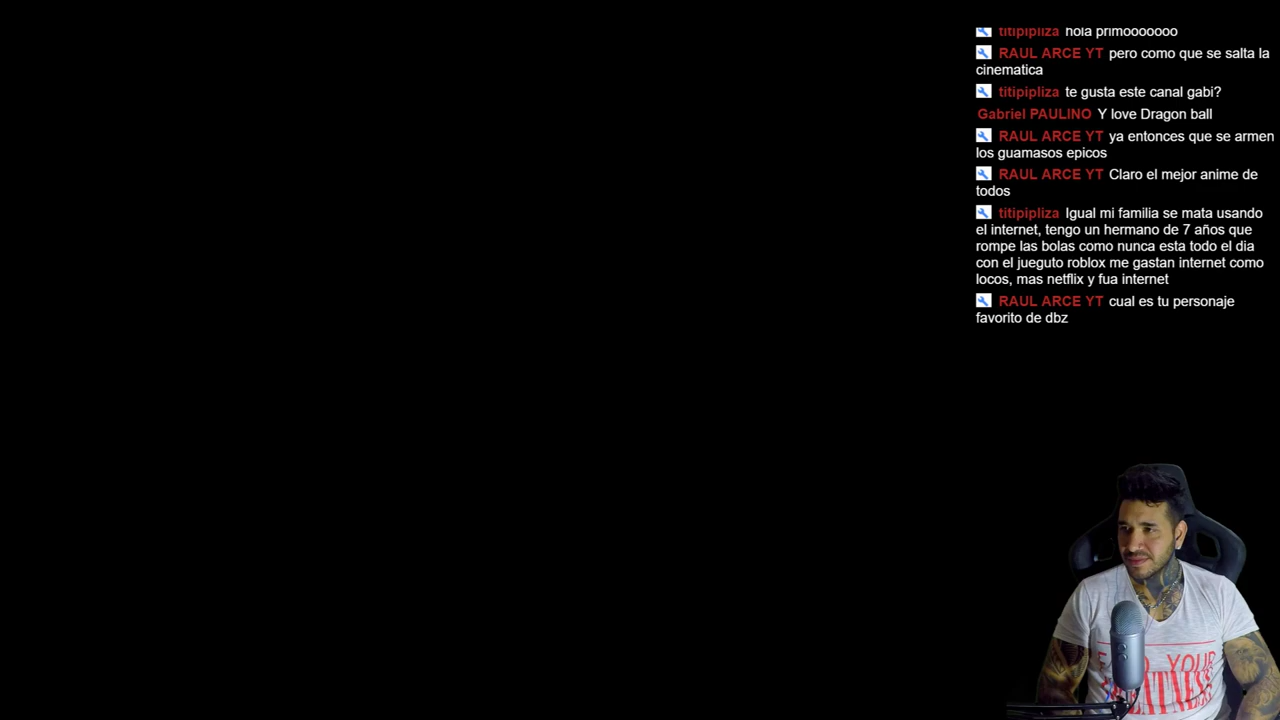 titipipliza hola primooooooo
RAUL ARCE YT pero como que se salta la
cinematica
titipipliza te gusta este canal gabi?
Gabriel PAULINO Y love Dragon ball
RAUL ARCE YT ya entonces que se armen
los guamasos epicos
RAUL ARCE YT Claro el mejor anime de
todos
titipipliza Igual mi familia se mata usando
el internet, tengo un hermano de 7 años que
rompe las bolas como nunca esta todo el dia
con el jueguto roblox me gastan internet como
locos, mas netflix y fua internet
RAUL ARCE YT cual es tu personaje
favorito de dbz
YOUR